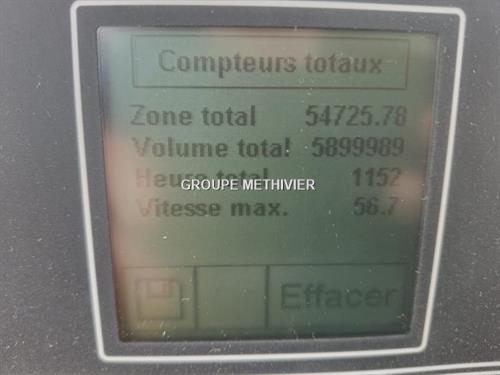 Compteurs totaux
Zone total 54725.78
Volume total 5899989
Heure total 1152
GROUPE METHIVIER
Vitesse max. 56.7
Effacer